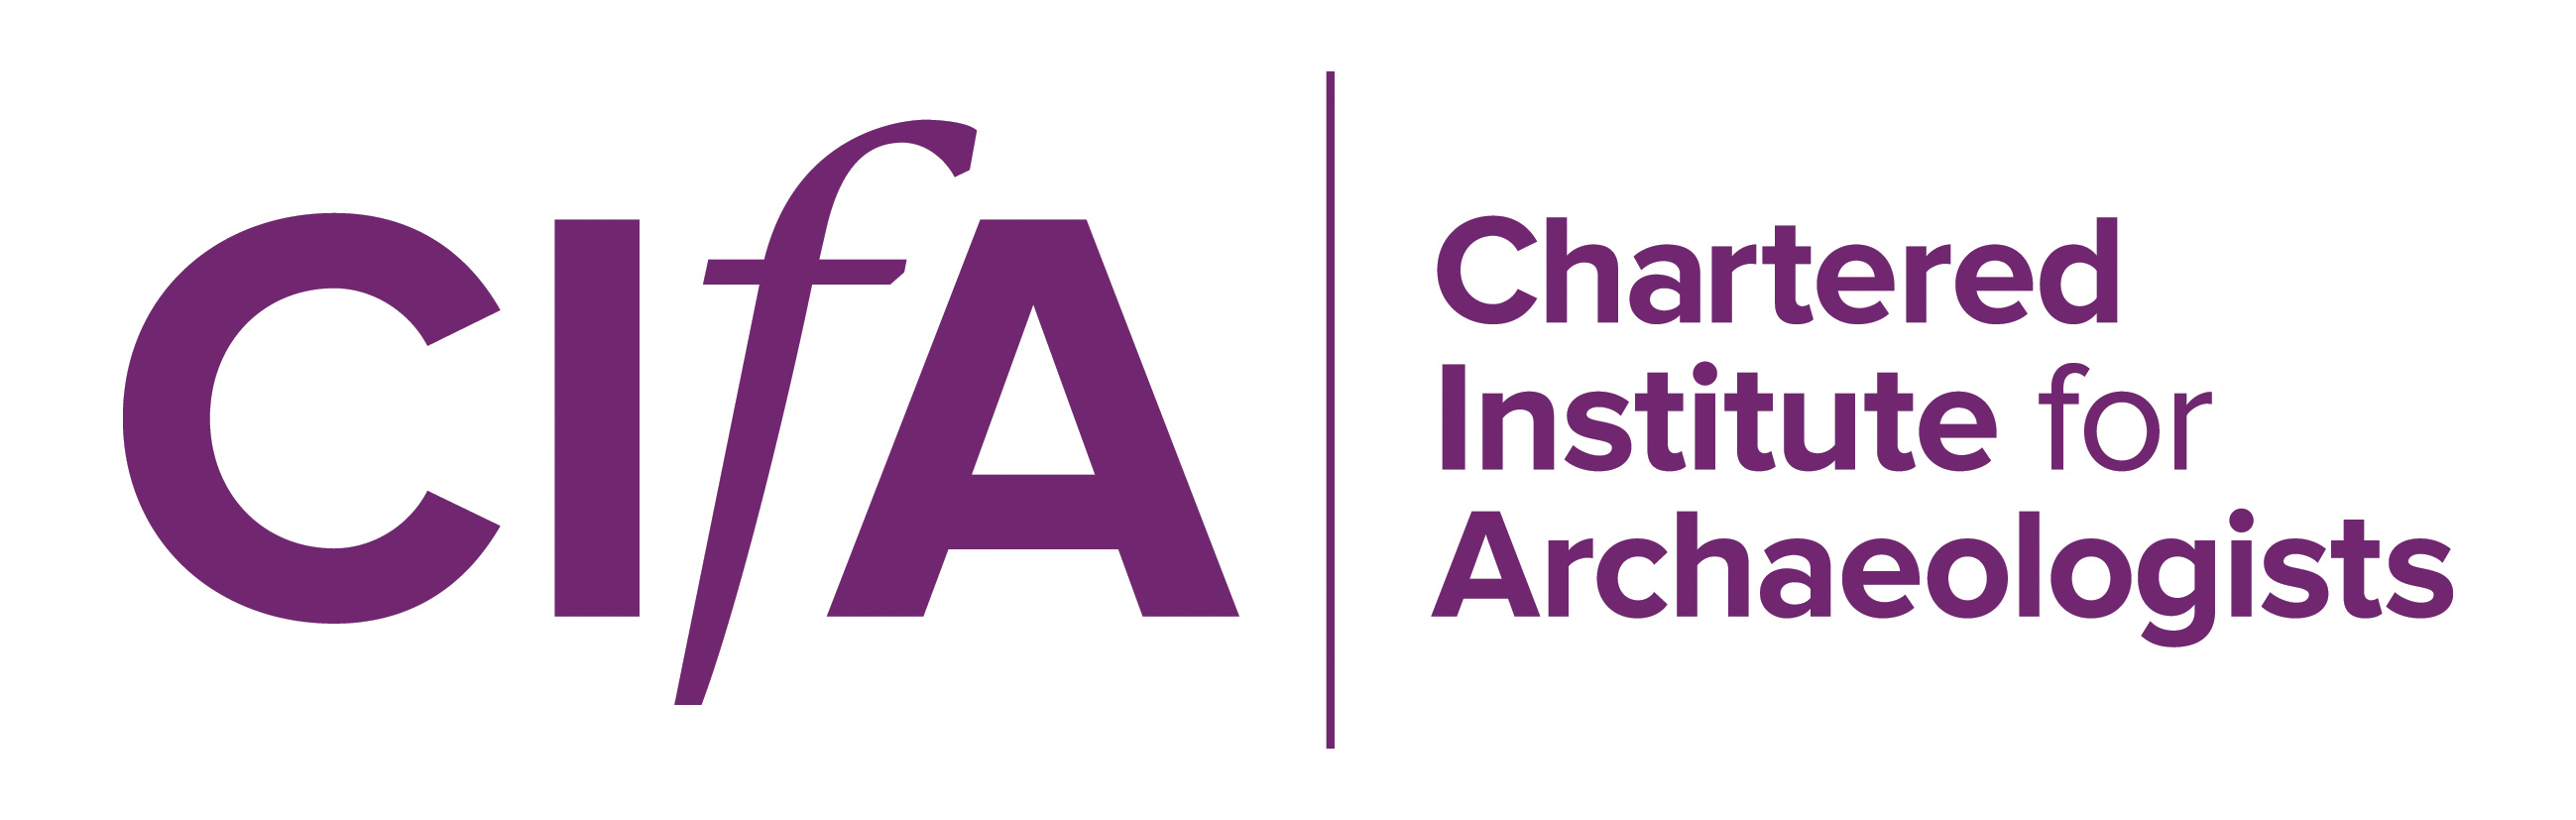 CIfA
Chartered
Institute for
Archaeologists